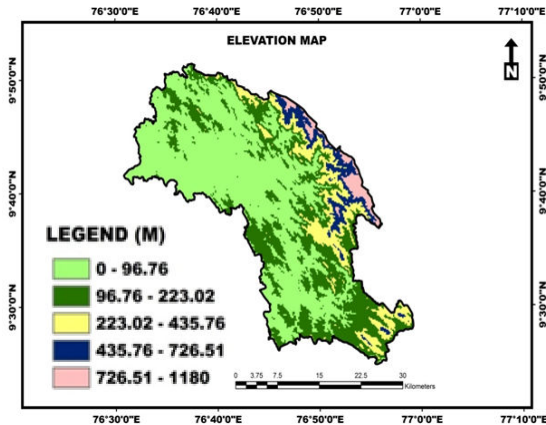 76°30'0"E 76°40'0"E 76°50'0"E 77°0'0"E 77°10'0"E
ELEVATION MAP
N
9°50'0"N
9°50'0"N
9°40'0"N
9°40'0"N
9°30'0"N
9°30'0"N
LEGEND (M)
0 - 96.76
96.76 - 223.02
223.02 - 435.76
435.76 - 726.51
726.51 - 1180
0 3.75 7.5 15 22.5 30
Kilometers
76°30'0"E 76°40'0"E 76°50'0"E 77°0'0"E 77°10'0"E